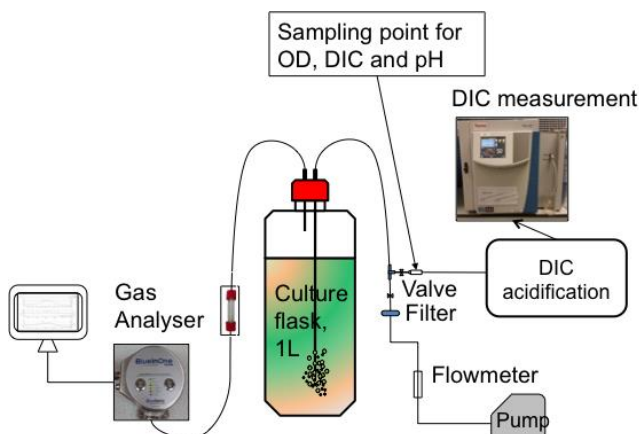 Sampling point for
OD, DIC and pH
DIC measurement
Gas
Analyser
Culture
flask,
1L
Valve
Filter
DIC
acidification
Flowmeter
Pump
BlueInOne